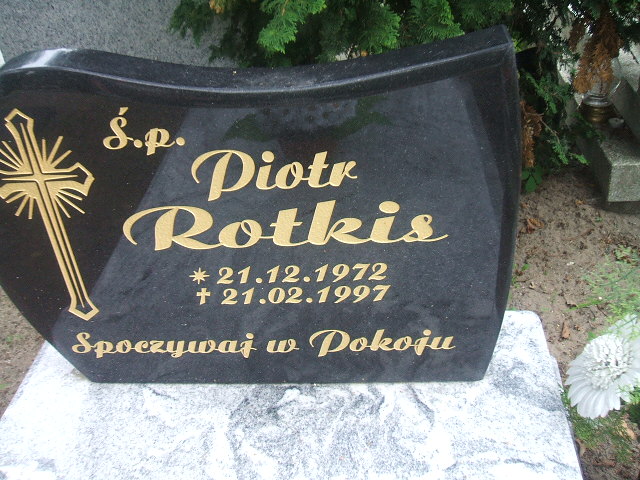 Ś.p.
Piotr
Rotkis
* 21.12.1972
† 21.02.1997
Spoczywaj w Pokoju